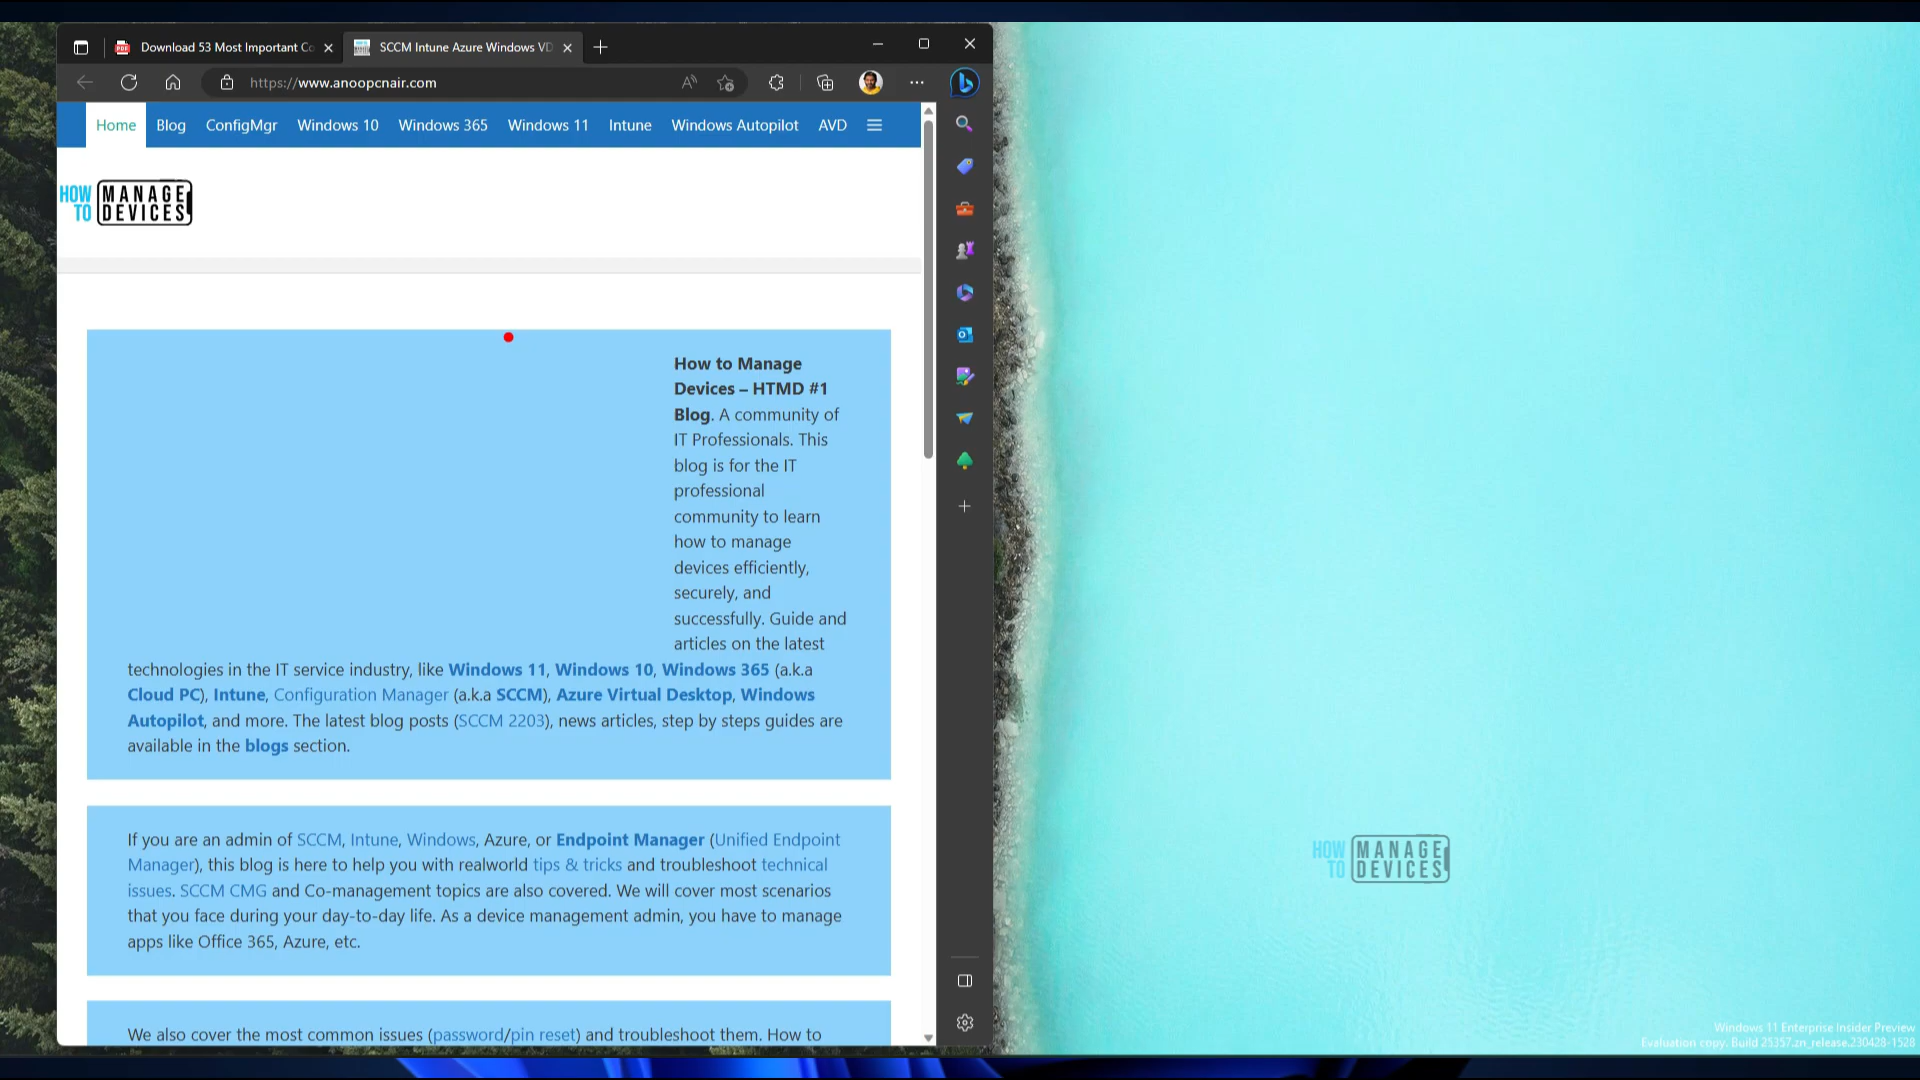 Download 53 Most Important Co
SCCM Intune Azure Windows VD
https://www.anoopcnair.com
Home Blog ConfigMgr Windows 10 Windows 365 Windows 11 Intune Windows Autopilot AVD
HOW TO MANAGE DEVICES
How to Manage
Devices – HTMD #1
Blog. A community of
IT Professionals. This
blog is for the IT
professional
community to learn
how to manage
devices efficiently,
securely, and
successfully. Guide and
articles on the latest
technologies in the IT service industry, like Windows 11, Windows 10, Windows 365 (a.k.a
Cloud PC), Intune, Configuration Manager (a.k.a SCCM), Azure Virtual Desktop, Windows
Autopilot, and more. The latest blog posts (SCCM 2203), news articles, step by steps guides are
available in the blogs section.
If you are an admin of SCCM, Intune, Windows, Azure, or Endpoint Manager (Unified Endpoint
Manager), this blog is here to help you with realworld tips & tricks and troubleshoot technical
issues. SCCM CMG and Co-management topics are also covered. We will cover most scenarios
that you face during your day-to-day life. As a device management admin, you have to manage
apps like Office 365, Azure, etc.
We also cover the most common issues (password/pin reset) and troubleshoot them. How to
HOW TO MANAGE DEVICES
Windows 11 Enterprise Insider Preview
Evaluation copy. Build 25357.zn_release.230428-1528